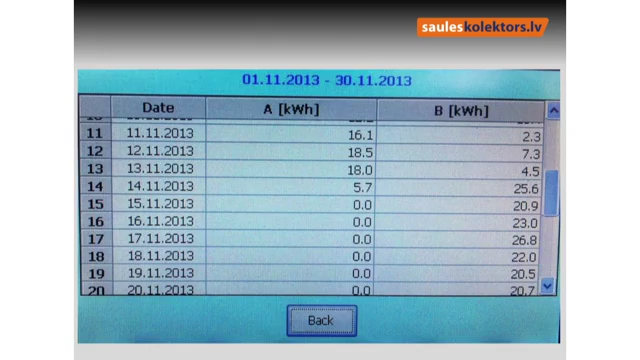 sauleskolektors.lv
01.11.2013 - 30.11.2013
Date A [kWh] B [kWh]
11 11.11.2013 16.1 2.3
12 12.11.2013 18.5 7.3
13 13.11.2013 18.0 4.5
14 14.11.2013 5.7 25.6
15 15.11.2013 0.0 20.9
16 16.11.2013 0.0 23.0
17 17.11.2013 0.0 26.8
18 18.11.2013 0.0 22.0
19 19.11.2013 0.0 20.5
20 20.11.2013 0.0 20.7
Back